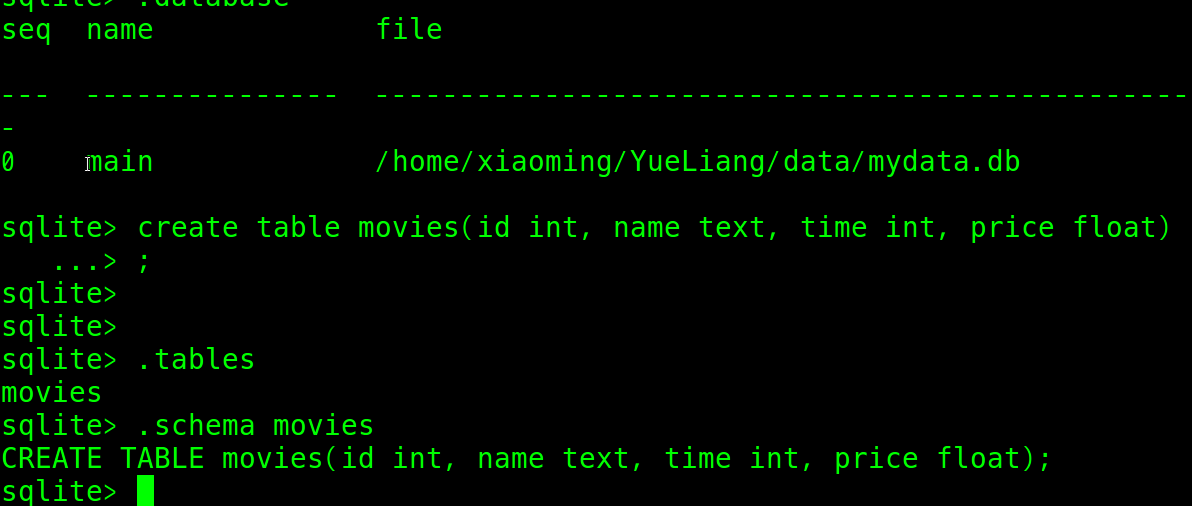 sqlite> .database
seq  name             file
---  ---------------  ------------------------------------------------
-
0    main             /home/xiaoming/YueLiang/data/mydata.db
sqlite> create table movies(id int, name text, time int, price float)
   ...> ;
sqlite>
sqlite>
sqlite> .tables
movies
sqlite> .schema movies
CREATE TABLE movies(id int, name text, time int, price float);
sqlite>